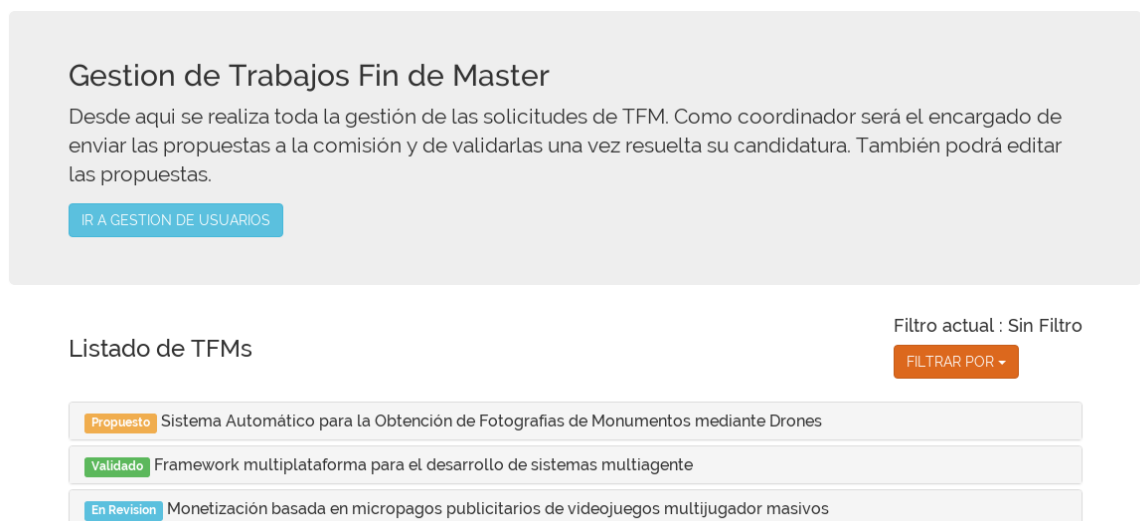 Gestion de Trabajos Fin de Master
Desde aqui se realiza toda la gestión de las solicitudes de TFM. Como coordinador será el encargado de
enviar las propuestas a la comisión y de validarlas una vez resuelta su candidatura. También podrá editar
las propuestas.
IR A GESTION DE USUARIOS
Listado de TFMs
Filtro actual : Sin Filtro
FILTRAR POR
Propuesto Sistema Automático para la Obtención de Fotografias de Monumentos mediante Drones
Validado Framework multiplataforma para el desarrollo de sistemas multiagente
En Revision Monetización basada en micropagos publicitarios de videojuegos multijugador masivos